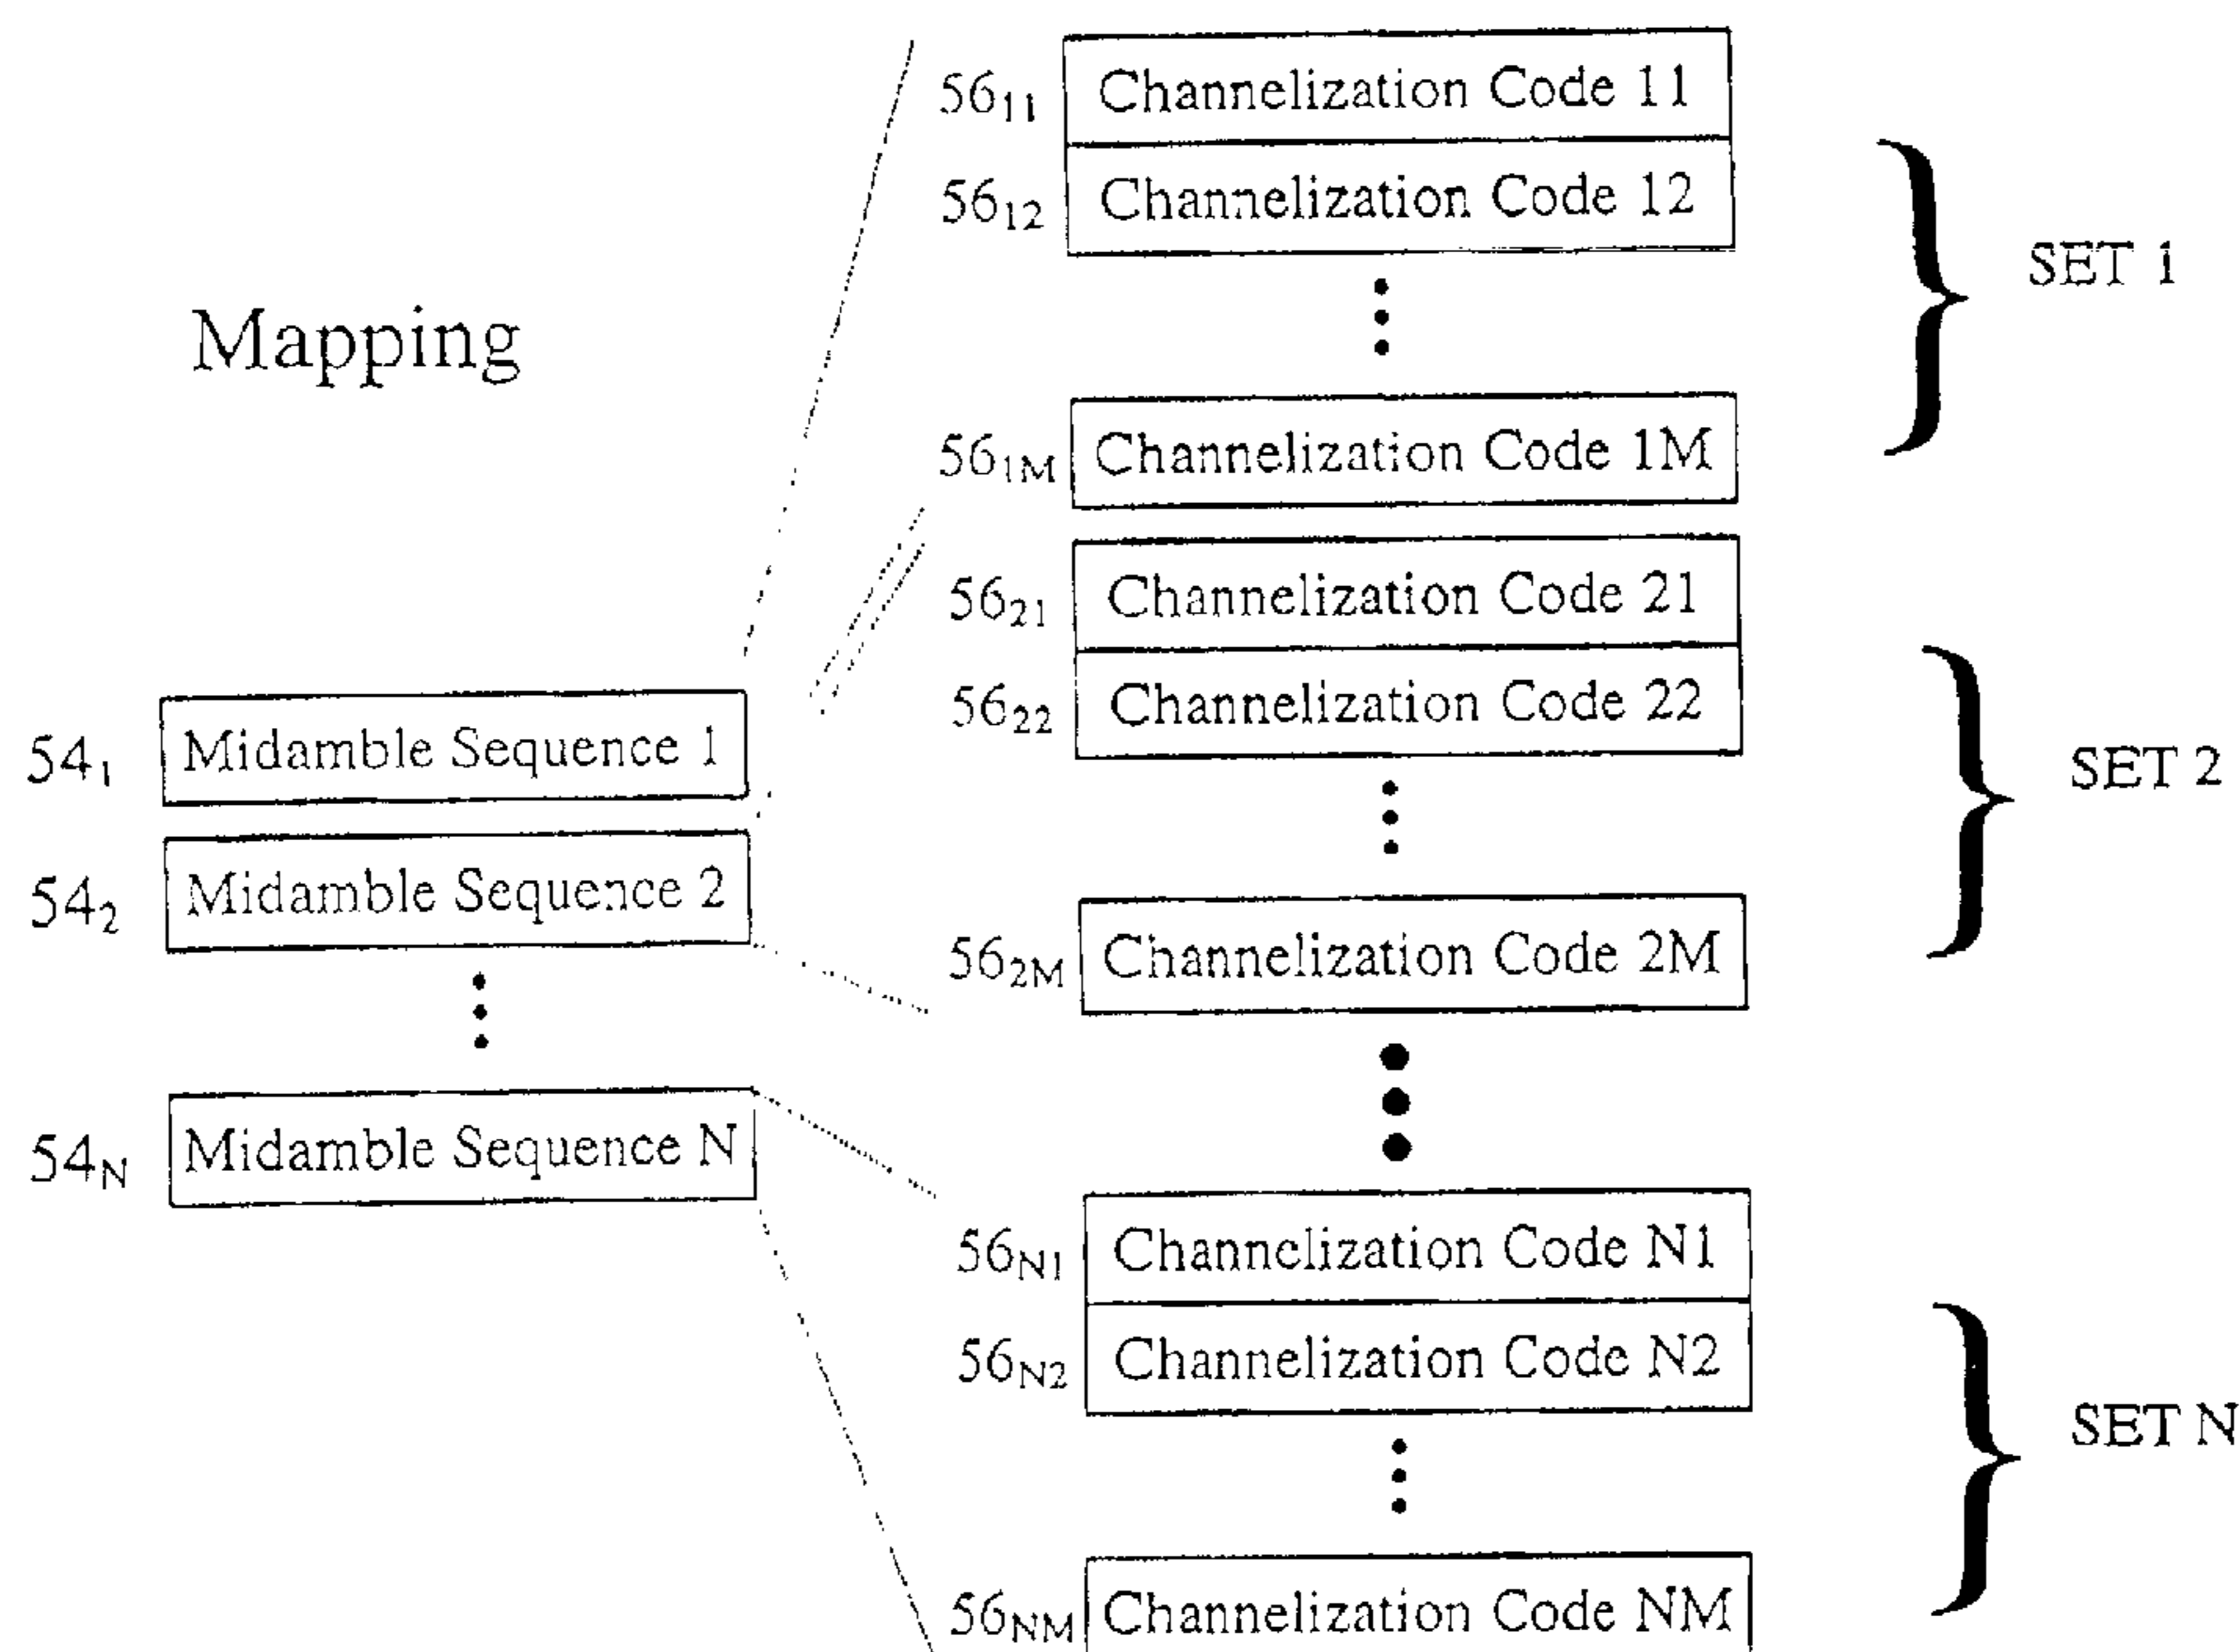 Mapping
54₁ Midamble Sequence 1
54₂ Midamble Sequence 2
54N Midamble Sequence N
56₁₁ Channelization Code 11
56₁₂ Channelization Code 12
56₁M Channelization Code 1M
SET 1
56₂₁ Channelization Code 21
56₂₂ Channelization Code 22
56₂M Channelization Code 2M
SET 2
56N₁ Channelization Code N1
56N₂ Channelization Code N2
56NM Channelization Code NM
SET N